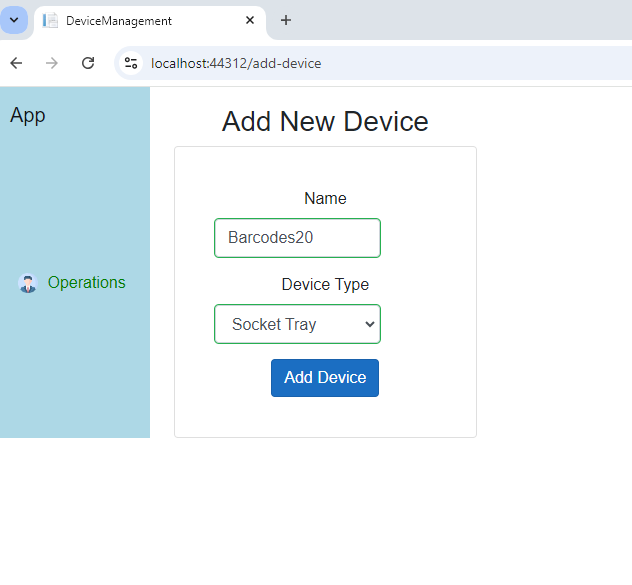 DeviceManagement
localhost:44312/add-device
App
Operations
Add New Device
Name
Barcodes20
Device Type
Socket Tray
Add Device